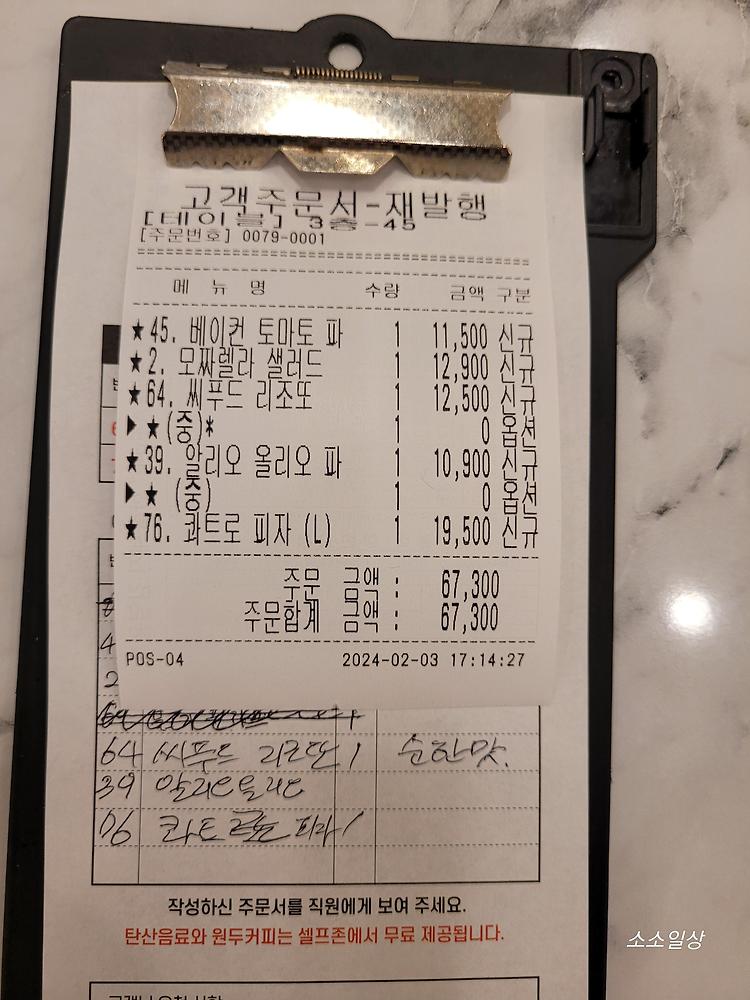 고객주문서-재발행
[테이블] 3층-45
[주문번호] 0079-0001
메 뉴 명 수량 금액 구분
★45. 베이컨 토마토 파 1 11,500 신규
★2. 모짜렐라 샐러드 1 12,900 신규
★64. 씨푸드 리조또 1 12,500 신규
▶ ★(중)* 1 0 옵션
★39. 알리오 올리오 파 1 10,900 신규
▶ ★ (중) 1 0 옵션
★76. 콰트로 피자 (L) 1 19,500 신규
주문 금액 : 67,300
주문합계 금액 : 67,300
POS-04 2024-02-03 17:14:27
4
2
64 씨푸드 리조또 1 순한맛.
39 알리오올리오
76 콰트로 피자 1
작성하신 주문서를 직원에게 보여 주세요.
탄산음료와 원두커피는 셀프존에서 무료 제공됩니다.
소소일상